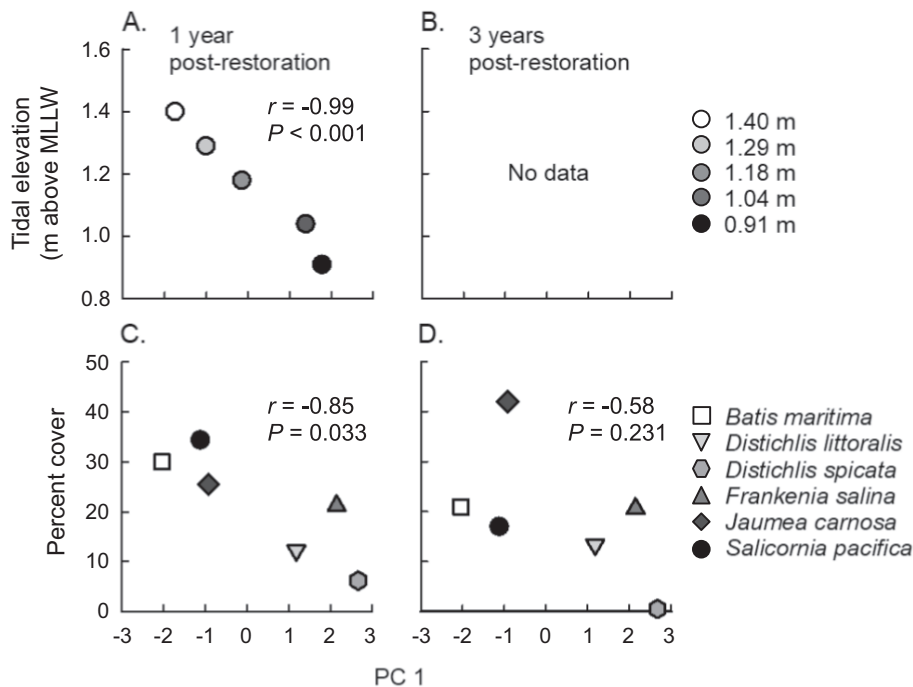 A.
1 year
post-restoration
r = -0.99
P < 0.001
Tidal elevation
(m above MLLW)
1.6
1.4
1.2
1.0
0.8
B.
3 years
post-restoration
No data
1.40 m
1.29 m
1.18 m
1.04 m
0.91 m
C.
r = -0.85
P = 0.033
Percent cover
50
40
30
20
10
0
-3 -2 -1 0 1 2 3
D.
r = -0.58
P = 0.231
-3 -2 -1 0 1 2 3
Batis maritima
Distichlis littoralis
Distichlis spicata
Frankenia salina
Jaumea carnosa
Salicornia pacifica
PC 1